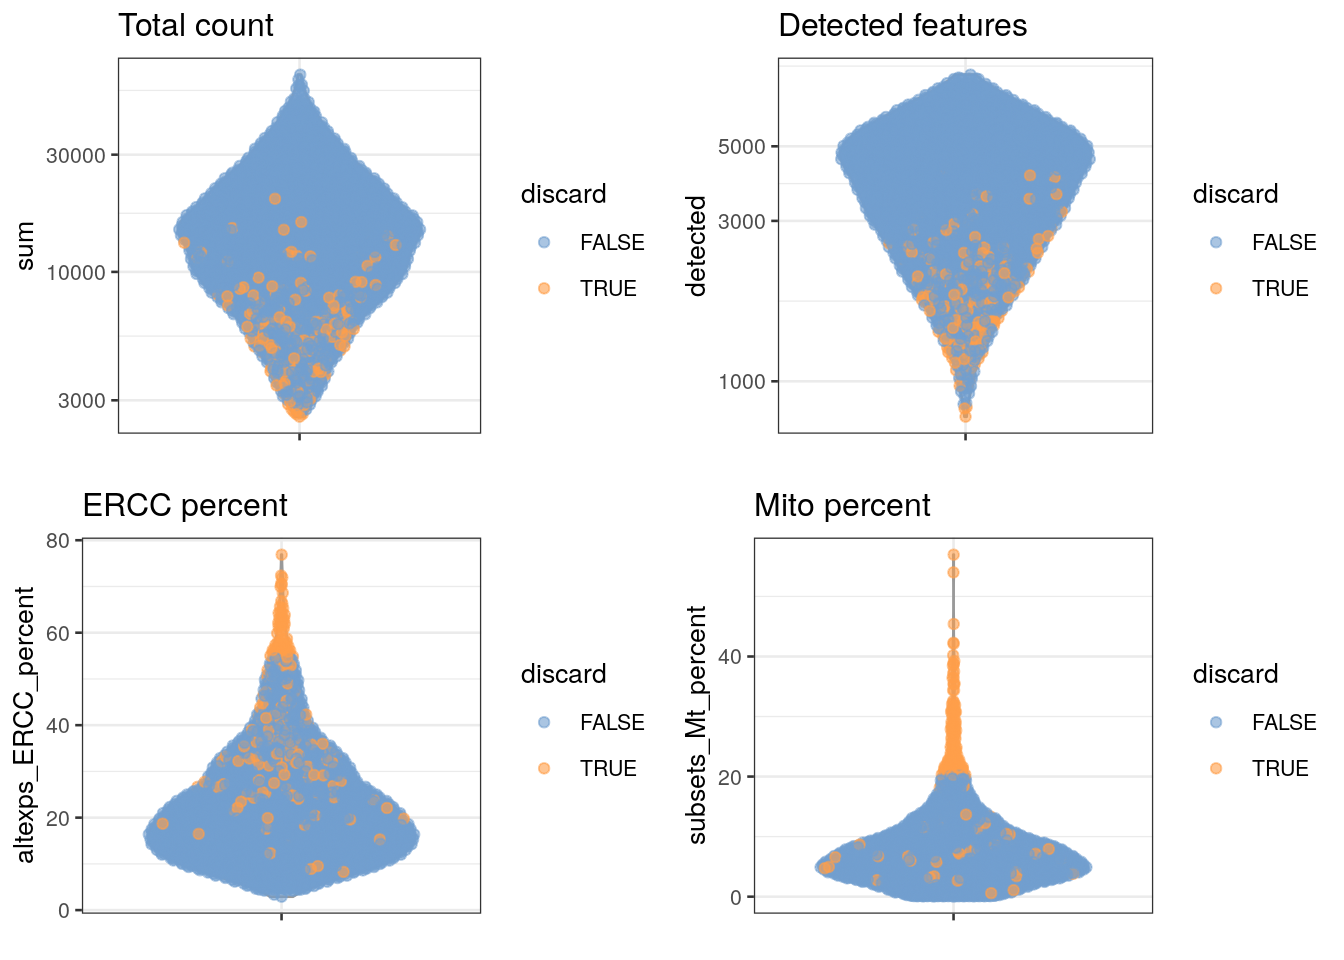 Total count
sum
30000
10000
3000
discard
FALSE
TRUE
Detected features
detected
5000
3000
1000
discard
FALSE
TRUE
ERCC percent
altexps_ERCC_percent
80
60
40
20
0
discard
FALSE
TRUE
Mito percent
subsets_Mt_percent
40
20
0
discard
FALSE
TRUE